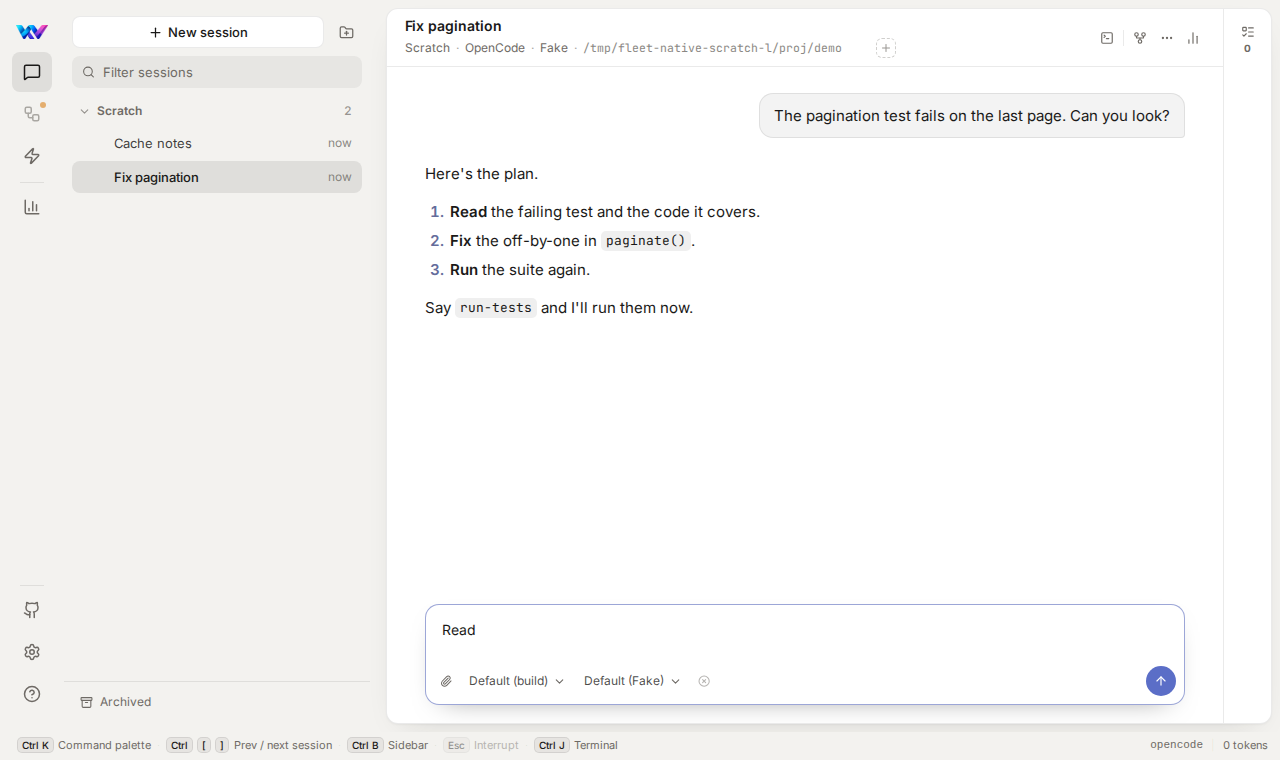 New session
Filter sessions
Scratch 2
Cache notes now
Fix pagination now
Archived
Fix pagination
Scratch · OpenCode · Fake · /tmp/fleet-native-scratch-l/proj/demo
0
The pagination test fails on the last page. Can you look?
Here's the plan.
1. Read the failing test and the code it covers.
2. Fix the off-by-one in paginate().
3. Run the suite again.
Say run-tests and I'll run them now.
Read
Default (build) Default (Fake)
Ctrl K Command palette Ctrl [ ] Prev / next session Ctrl B Sidebar Esc Interrupt Ctrl J Terminal opencode 0 tokens